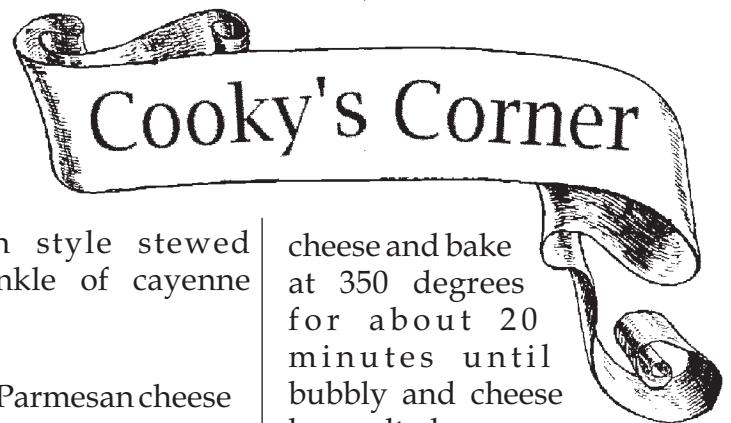 Cooky's Corner
style stewed
of cayenne
Parmesan cheese
cheese and bake
at 350 degrees
for about 20
minutes until
bubbly and cheese